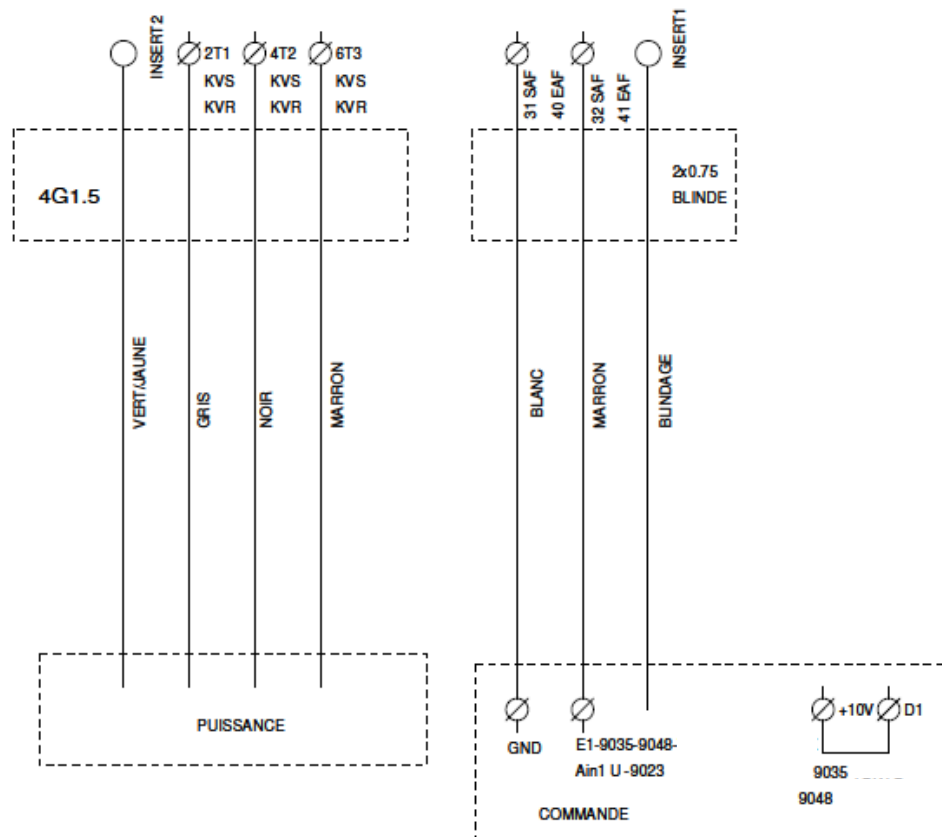 INSERT2
2T1
KVS
KVR
4T2
KVS
KVR
6T3
KVS
KVR
31 SAF
40 EAF
32 SAF
41 EAF
INSERT1
4G1.5
2x0.75
BLINDE
VERT/JAUNE
GRIS
NOIR
MARRON
BLANC
MARRON
BLINDAGE
PUISSANCE
GND
E1-9035-9048-
Ain1 U -9023
+10V
D1
9035
9048
COMMANDE